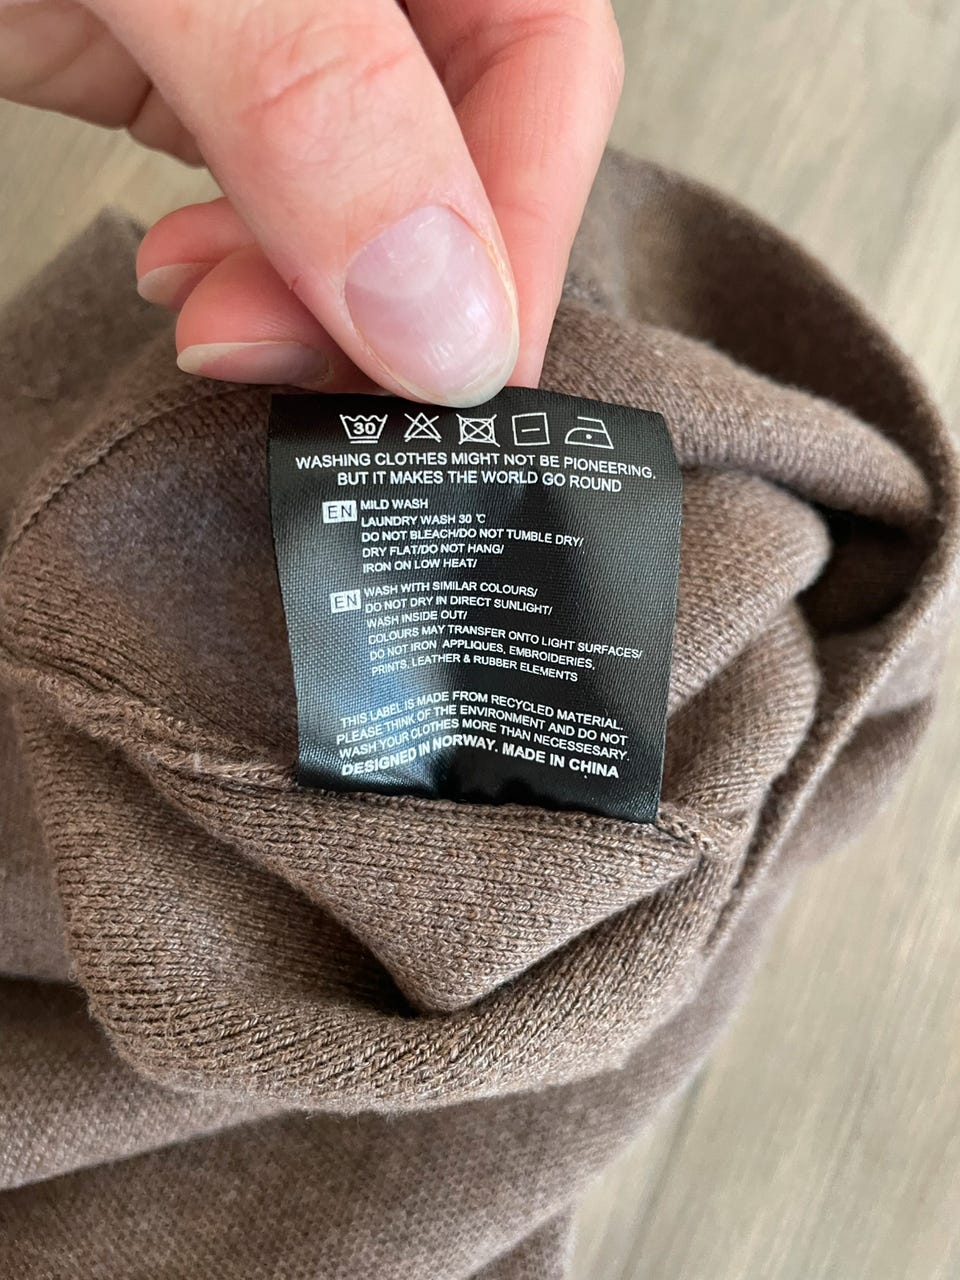 30
WASHING CLOTHES MIGHT NOT BE PIONEERING.
BUT IT MAKES THE WORLD GO ROUND
EN MILD WASH
LAUNDRY WASH 30 °C
DO NOT BLEACH/DO NOT TUMBLE DRY/
DRY FLAT/DO NOT HANG/
IRON ON LOW HEAT/
EN WASH WITH SIMILAR COLOURS/
DO NOT DRY IN DIRECT SUNLIGHT/
WASH INSIDE OUT/
COLOURS MAY TRANSFER ONTO LIGHT SURFACES/
DO NOT IRON APPLIQUES, EMBROIDERIES,
PRINTS, LEATHER & RUBBER ELEMENTS
THIS LABEL IS MADE FROM RECYCLED MATERIAL.
PLEASE THINK OF THE ENVIRONMENT AND DO NOT
WASH YOUR CLOTHES MORE THAN NECESSESARY.
DESIGNED IN NORWAY. MADE IN CHINA